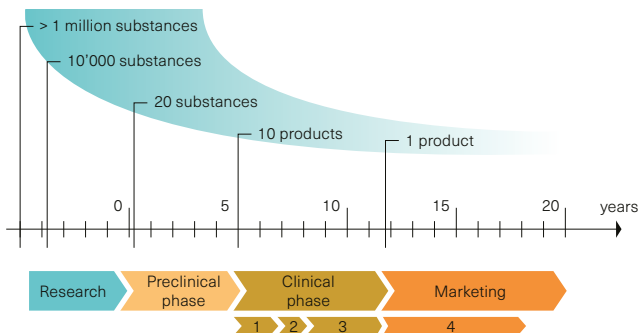 > 1 million substances
10'000 substances
20 substances
10 products
1 product
0 5 10 15 20 years
Research
Preclinical
phase
Clinical
phase
Marketing
1 2 3 4